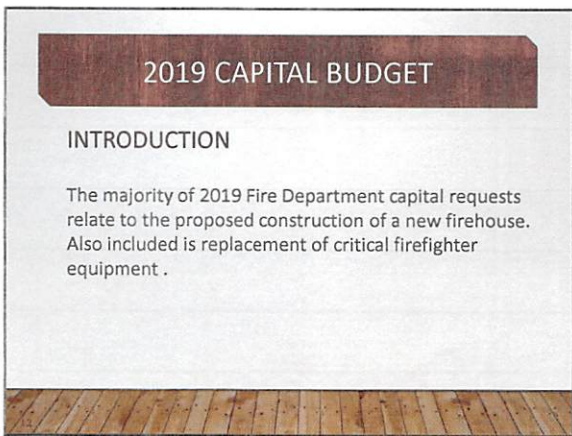 2019 CAPITAL BUDGET
INTRODUCTION
The majority of 2019 Fire Department capital requests
relate to the proposed construction of a new firehouse.
Also included is replacement of critical firefighter
equipment .